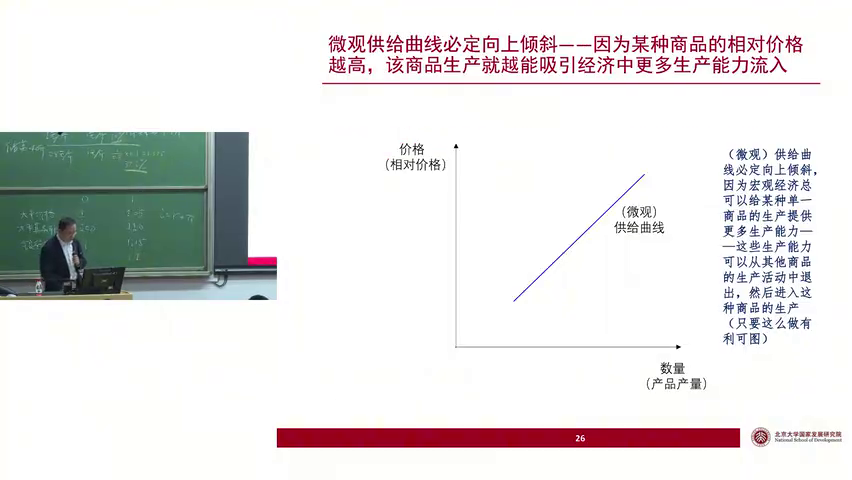 微观供给曲线必定向上倾斜——因为某种商品的相对价格
越高，该商品生产就越能吸引经济中更多生产能力流入
价格
（相对价格）
（微观）
供给曲线
数量
（产品产量）
（微观）供给曲
线必定向上倾斜，
因为宏观经济总
可以给某种单一
商品的生产提供
更多生产能力—
—这些生产能力
可以从其他商品
的生产活动中退
出，然后进入这
种商品的生产
（只要这么做有
利可图）
26
北京大学国家发展研究院
National School of Development